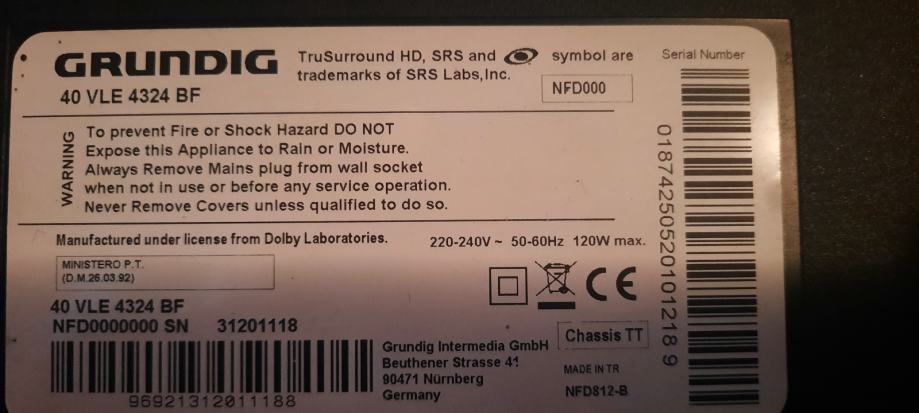 GRUNDIG
40 VLE 4324 BF
TruSurround HD, SRS and symbol are
trademarks of SRS Labs,Inc.
NFD000
Serial Number
WARNING
To prevent Fire or Shock Hazard DO NOT
Expose this Appliance to Rain or Moisture.
Always Remove Mains plug from wall socket
when not in use or before any service operation.
Never Remove Covers unless qualified to do so.
Manufactured under license from Dolby Laboratories.
220-240V ~ 50-60Hz 120W max.
MINISTERO P.T.
(D.M.26.03.92)
40 VLE 4324 BF
NFD0000000 SN 31201118
96921312011188
Grundig Intermedia GmbH
Beuthener Strasse 41
90471 Nürnberg
Germany
CE
Chassis TT
MADE IN TR
NFD812-B
01874250520101218 9